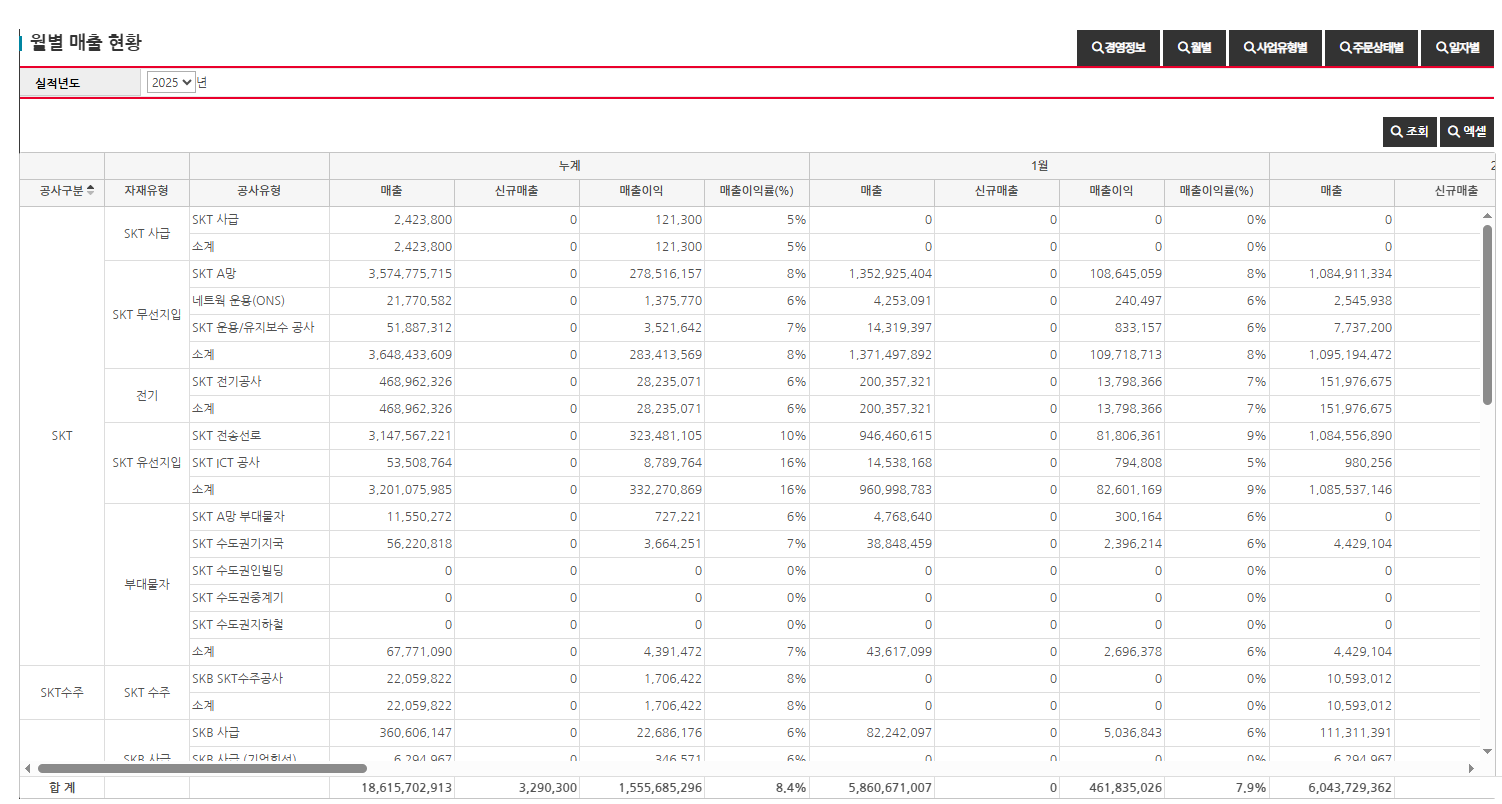 월별 매출 현황
경영정보 월별 사업유형별 주문상태별 일자별
실적년도 2025 년
조회 엑셀
누계 1월 2
공사구분 자재유형 공사유형 매출 신규매출 매출이익 매출이익률(%) 매출 신규매출 매출이익 매출이익률(%) 매출 신규매출
SKT SKT 사급 SKT 사급 2,423,800 0 121,300 5% 0 0 0 0% 0
소계 2,423,800 0 121,300 5% 0 0 0 0% 0
SKT 무선지입 SKT A망 3,574,775,715 0 278,516,157 8% 1,352,925,404 0 108,645,059 8% 1,084,911,334
네트웍 운용(ONS) 21,770,582 0 1,375,770 6% 4,253,091 0 240,497 6% 2,545,938
SKT 운용/유지보수 공사 51,887,312 0 3,521,642 7% 14,319,397 0 833,157 6% 7,737,200
소계 3,648,433,609 0 283,413,569 8% 1,371,497,892 0 109,718,713 8% 1,095,194,472
전기 SKT 전기공사 468,962,326 0 28,235,071 6% 200,357,321 0 13,798,366 7% 151,976,675
소계 468,962,326 0 28,235,071 6% 200,357,321 0 13,798,366 7% 151,976,675
SKT 유선지입 SKT 전송선로 3,147,567,221 0 323,481,105 10% 946,460,615 0 81,806,361 9% 1,084,556,890
SKT ICT 공사 53,508,764 0 8,789,764 16% 14,538,168 0 794,808 5% 980,256
소계 3,201,075,985 0 332,270,869 16% 960,998,783 0 82,601,169 9% 1,085,537,146
부대물자 SKT A망 부대물자 11,550,272 0 727,221 6% 4,768,640 0 300,164 6% 0
SKT 수도권기지국 56,220,818 0 3,664,251 7% 38,848,459 0 2,396,214 6% 4,429,104
SKT 수도권인빌딩 0 0 0 0% 0 0 0 0% 0
SKT 수도권중계기 0 0 0 0% 0 0 0 0% 0
SKT 수도권지하철 0 0 0 0% 0 0 0 0% 0
소계 67,771,090 0 4,391,472 7% 43,617,099 0 2,696,378 6% 4,429,104
SKT수주 SKT 수주 SKB SKT수주공사 22,059,822 0 1,706,422 8% 0 0 0 0% 10,593,012
소계 22,059,822 0 1,706,422 8% 0 0 0 0% 10,593,012
SKB 사급 SKB 사급 360,606,147 0 22,686,176 6% 82,242,097 0 5,036,843 6% 111,311,391
SKB 사급 (기업회선) 6,294,967 0 346,571 6% 0 0 0 0% 6,294,967
합 계 18,615,702,913 3,290,300 1,555,685,296 8.4% 5,860,671,007 0 461,835,026 7.9% 6,043,729,362